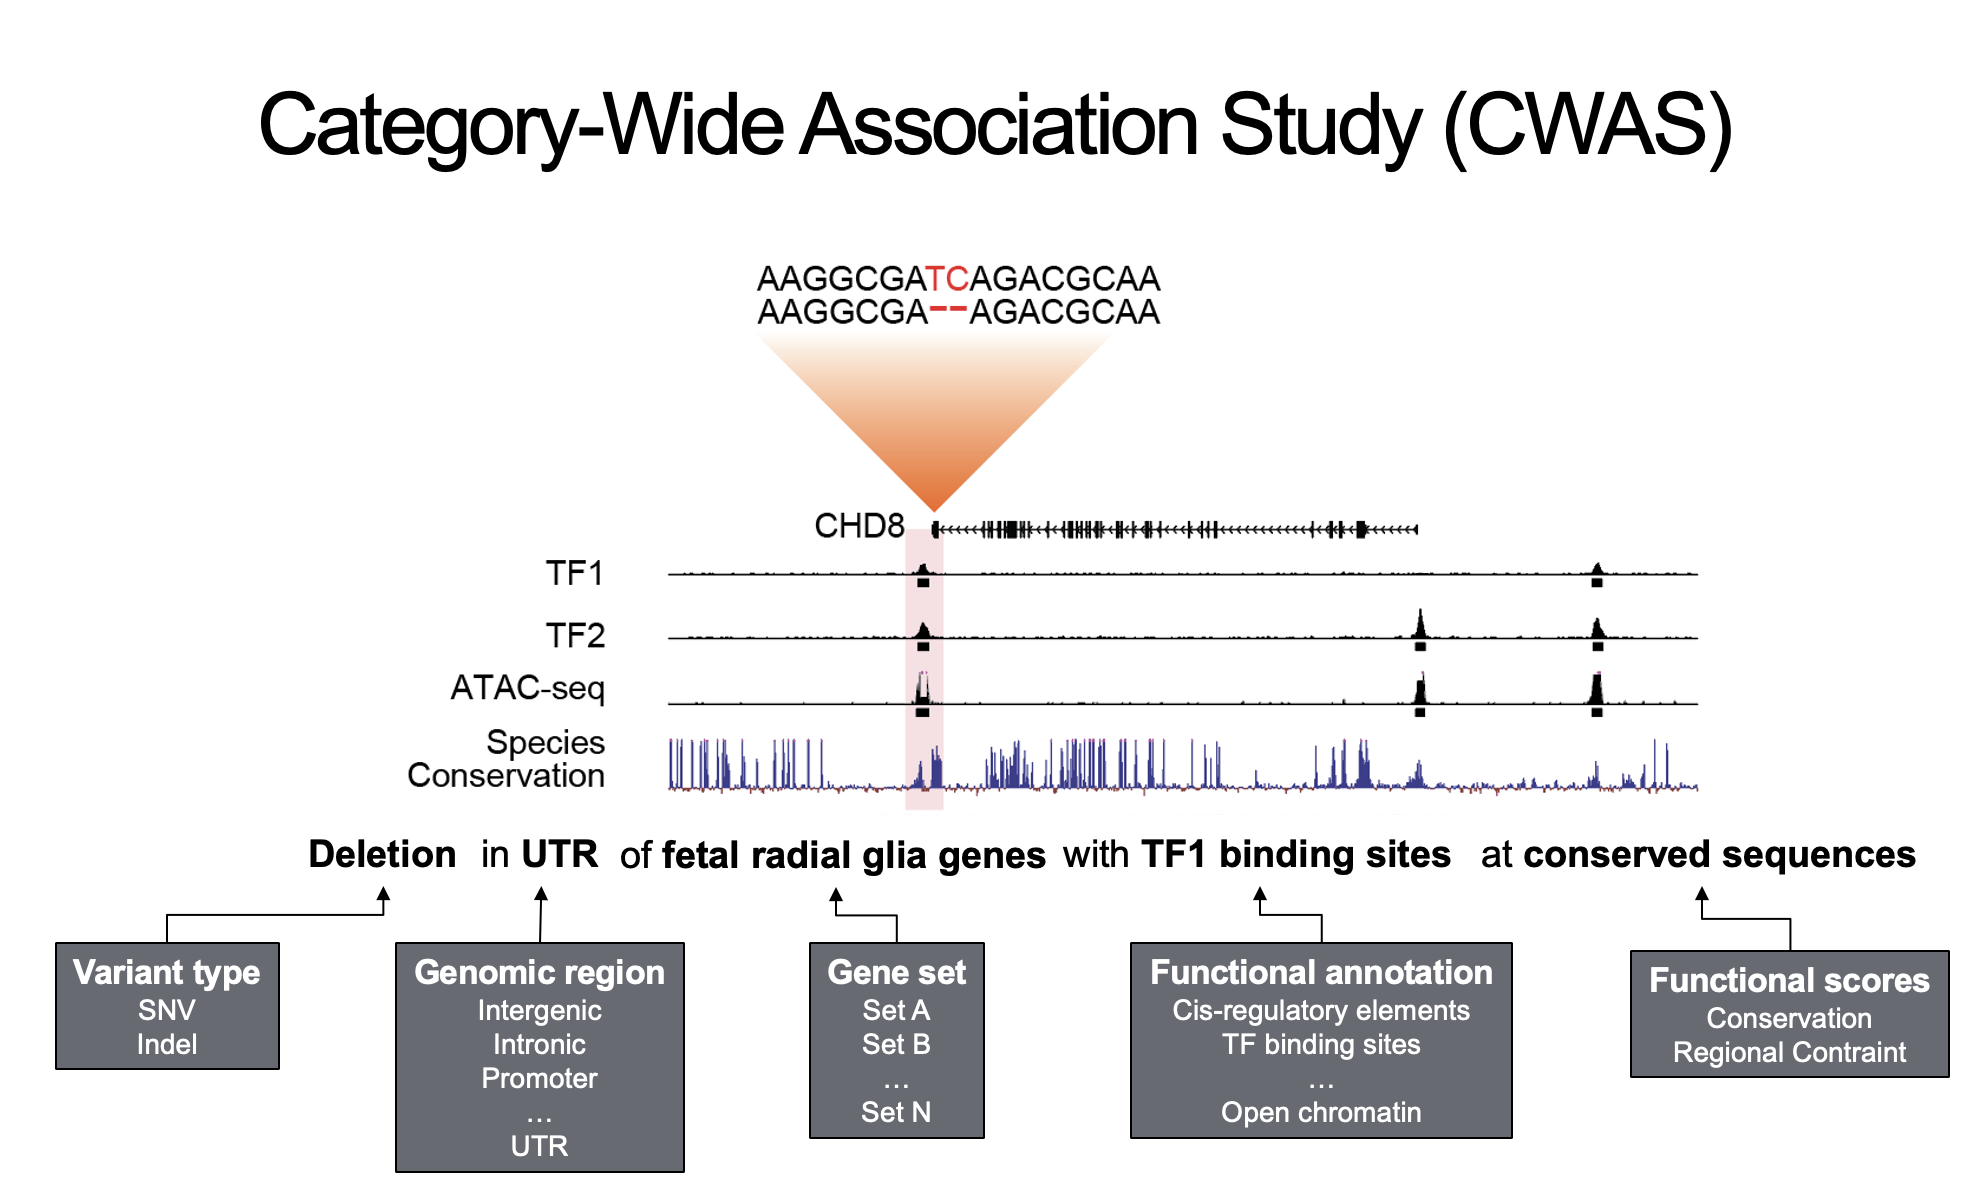 Category-Wide Association Study (CWAS)
AAGGCGATCAGACGCAA
AAGGCGA--AGACGCAA
CHD8
TF1
TF2
ATAC-seq
Species
Conservation
Deletion in UTR of fetal radial glia genes with TF1 binding sites at conserved sequences
Variant type
SNV
Indel
Genomic region
Intergenic
Intronic
Promoter
...
UTR
Gene set
Set A
Set B
...
Set N
Functional annotation
Cis-regulatory elements
TF binding sites
...
Open chromatin
Functional scores
Conservation
Regional Contraint